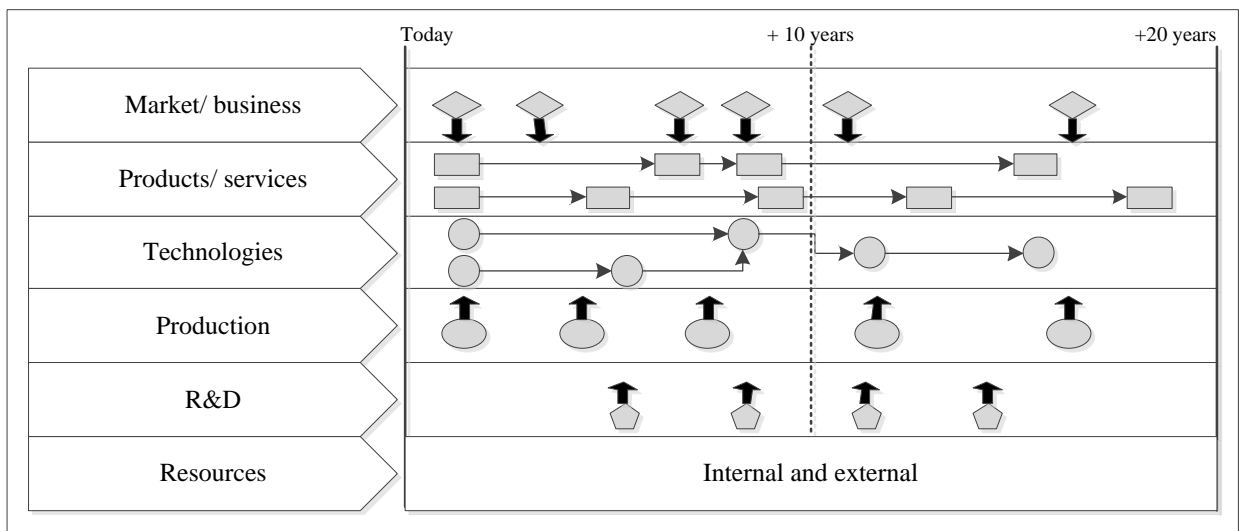 Today
+ 10 years
+20 years
Market/ business
Products/ services
Technologies
Production
R&D
Resources
Internal and external